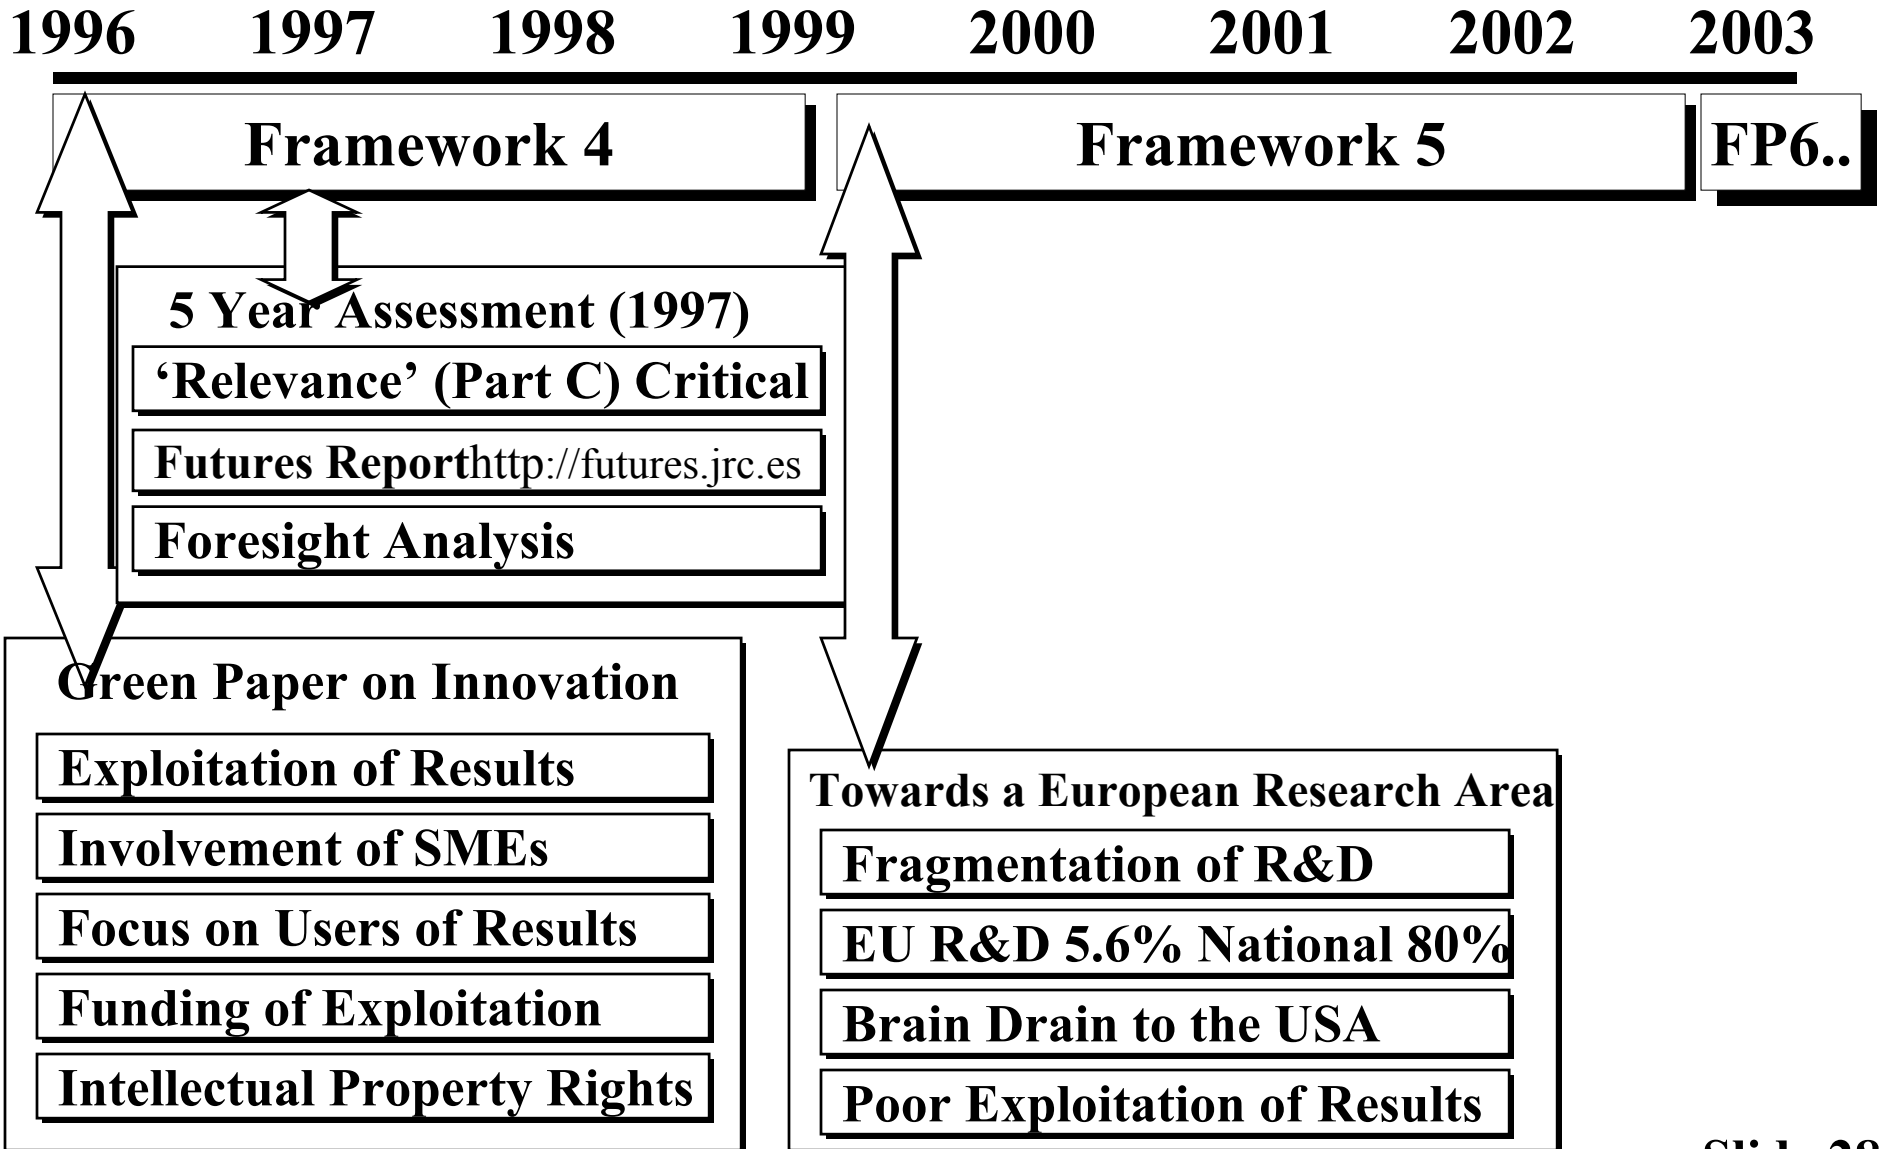 1996 1997 1998 1999 2000 2001 2002 2003
Framework 4 Framework 5 FP6..
5 Year Assessment (1997)
‘Relevance’ (Part C) Critical
Futures Reporthttp://futures.jrc.es
Foresight Analysis
Green Paper on Innovation
Exploitation of Results
Involvement of SMEs
Focus on Users of Results
Funding of Exploitation
Intellectual Property Rights
Towards a European Research Area
Fragmentation of R&D
EU R&D 5.6% National 80%
Brain Drain to the USA
Poor Exploitation of Results